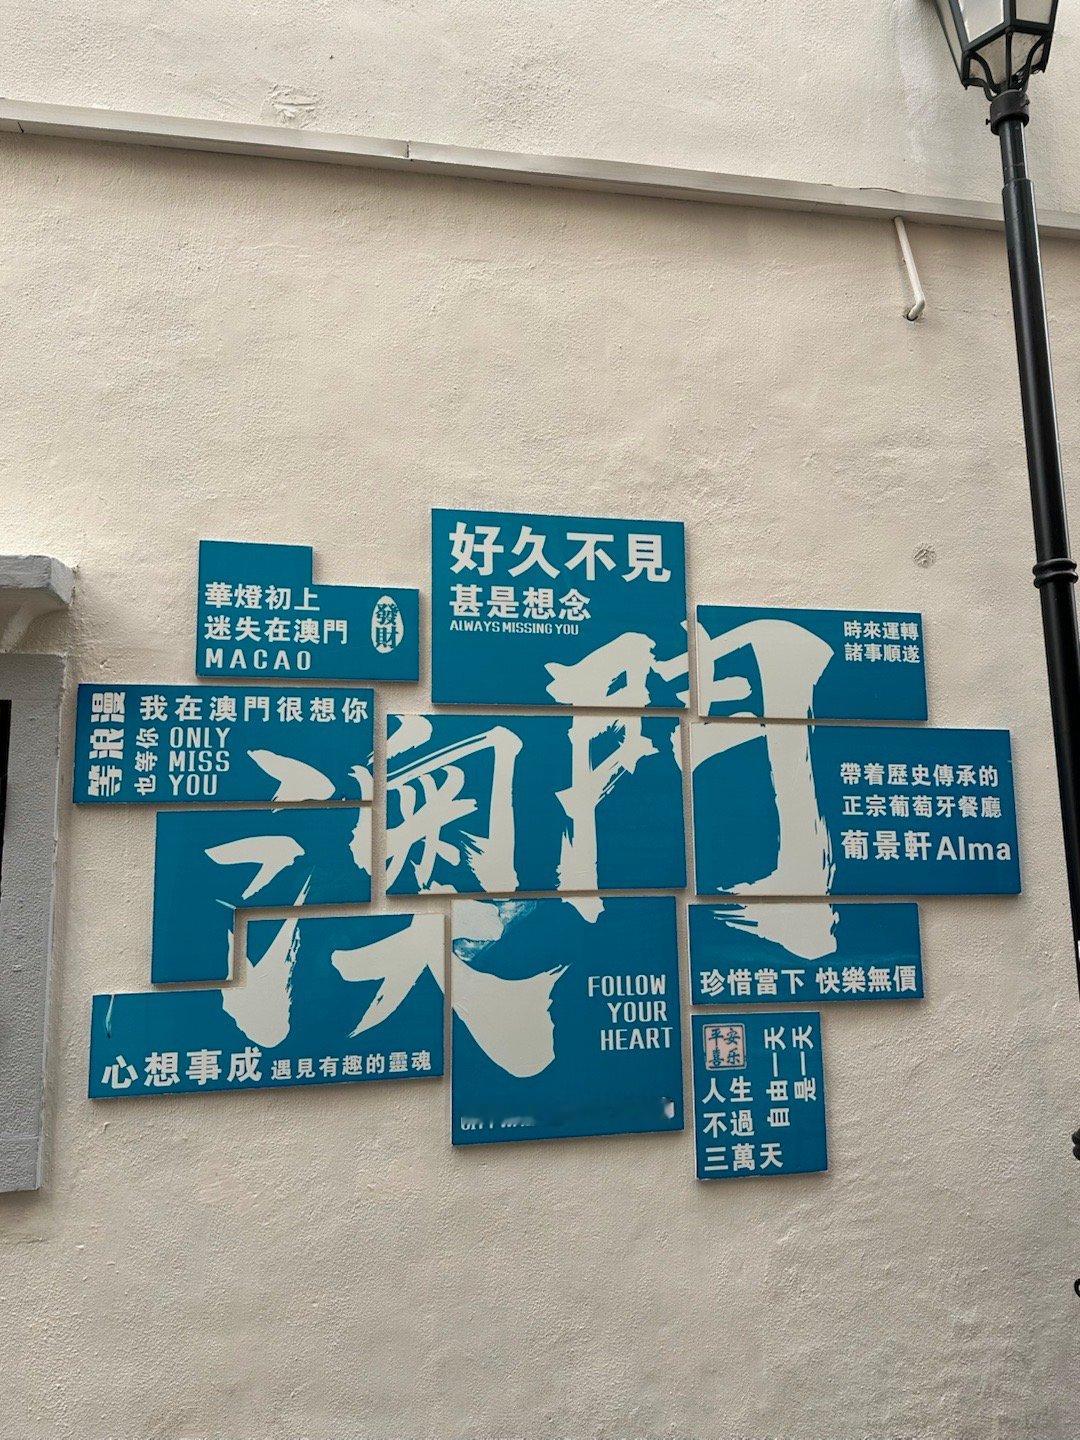 好久不見
甚是想念
ALWAYS MISSING YOU
華燈初上
迷失在澳門
MACAO
發財
時來運轉
諸事順遂
等浪漫
也等你
我在澳門很想你
ONLY
MISS
YOU
澳門
帶着歷史傳承的
正宗葡萄牙餐廳
葡景軒Alma
珍惜當下 快樂無價
FOLLOW
YOUR
HEART
心想事成 遇見有趣的靈魂
平安
喜乐
人生
不過
三萬天
自由一天
是一天